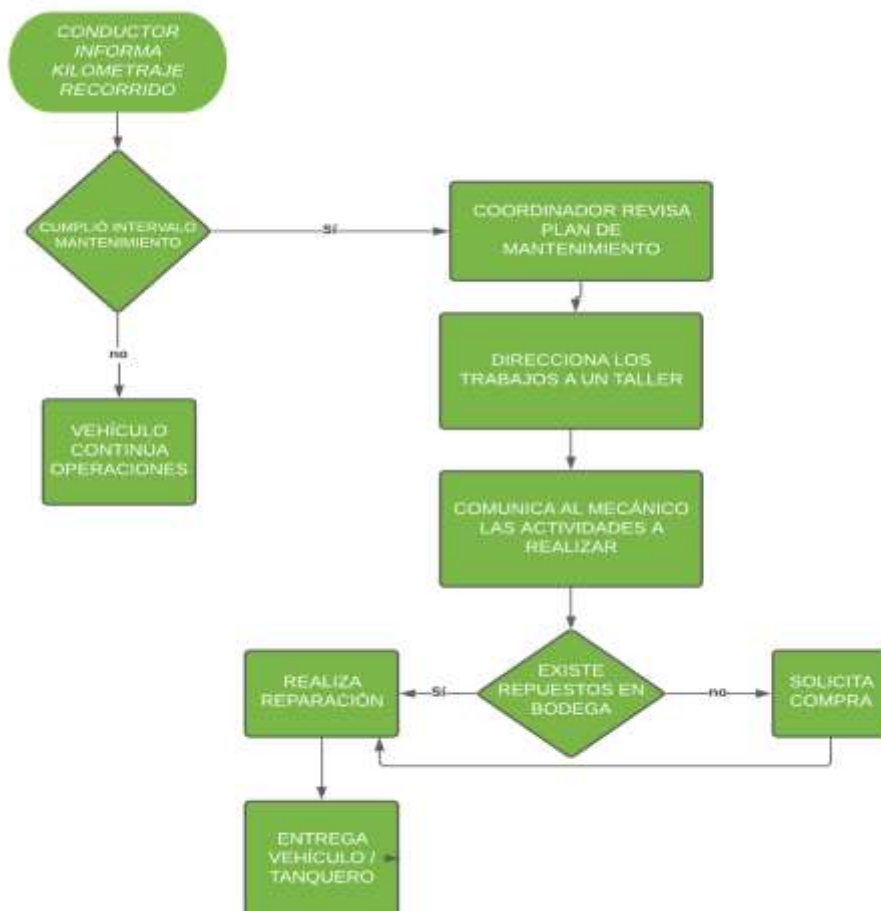 CONDUCTOR
INFORMA
KILOMETRAJE
RECORRIDO
CUMPLIÓ INTERVALO
MANTENIMIENTO
Sí
COORDINADOR REVISA
PLAN DE
MANTENIMIENTO
no
DIRECCIONA LOS
TRABAJOS A UN TALLER
VEHÍCULO
CONTINUA
OPERACIONES
COMUNICA AL MECÁNICO
LAS ACTIVIDADES A
REALIZAR
REALIZA
REPARACIÓN
Sí
EXISTE
REPUESTOS EN
BODEGA
no
SOLICITA
COMPRA
ENTREGA
VEHÍCULO /
TANQUERO